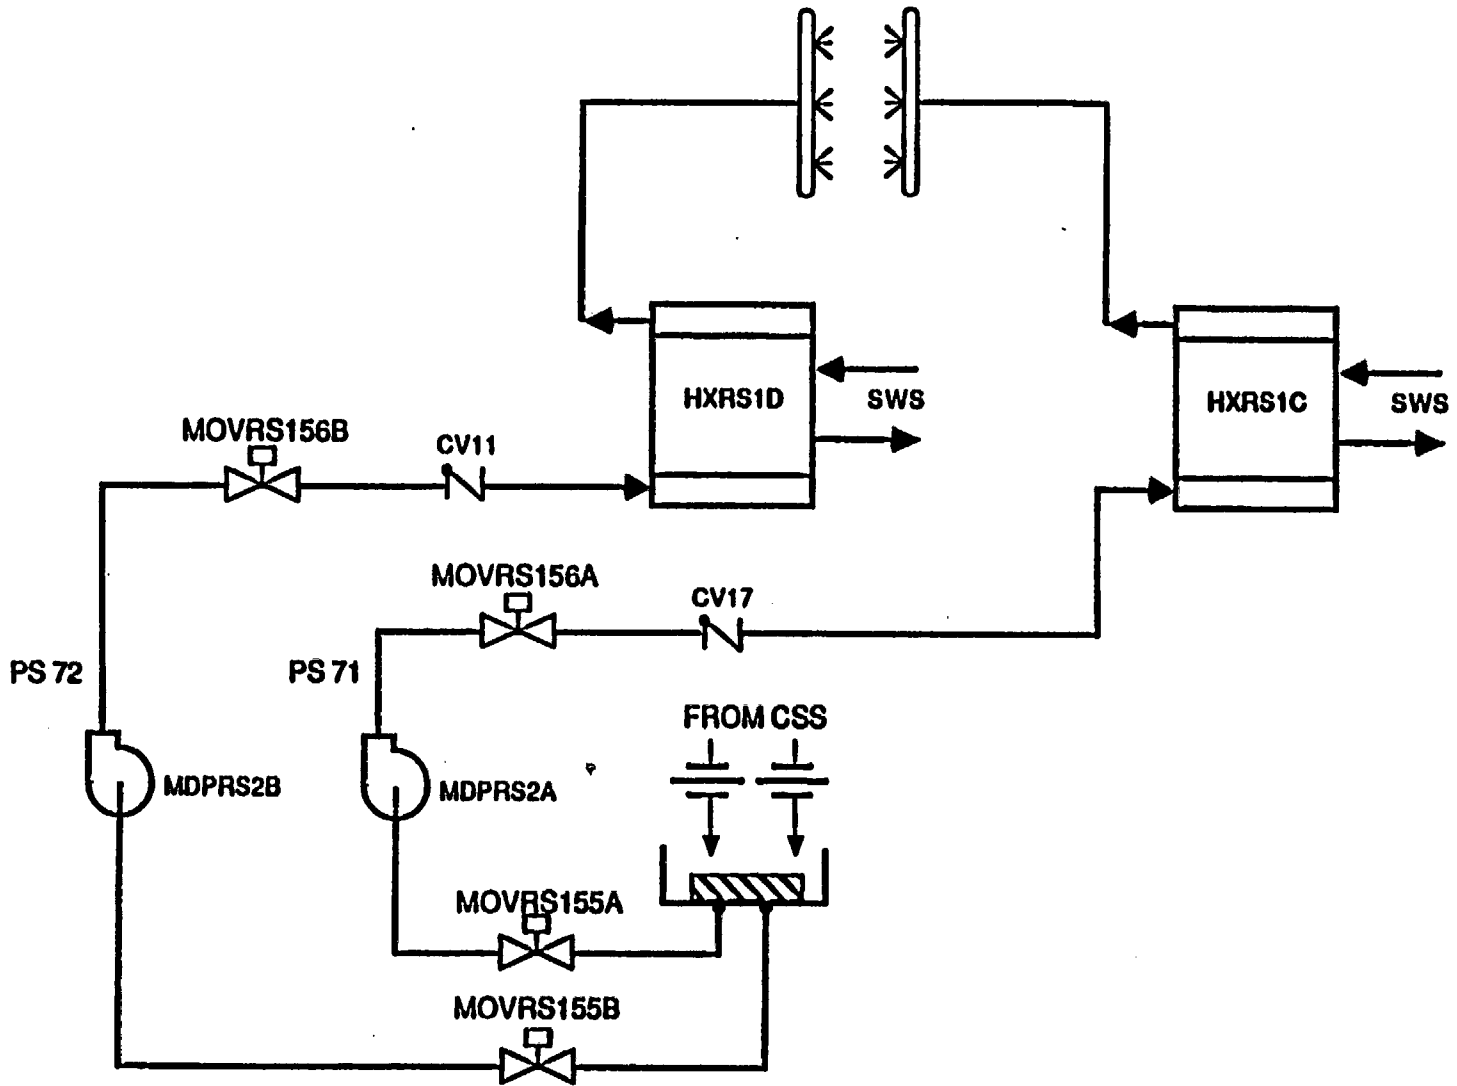 HXRS1D
SWS
HXRS1C
SWS
MOVRS156B
CV11
MOVRS156A
CV17
PS 72
PS 71
FROM CSS
MDPRS2B
MDPRS2A
MOVRS155A
MOVRS155B